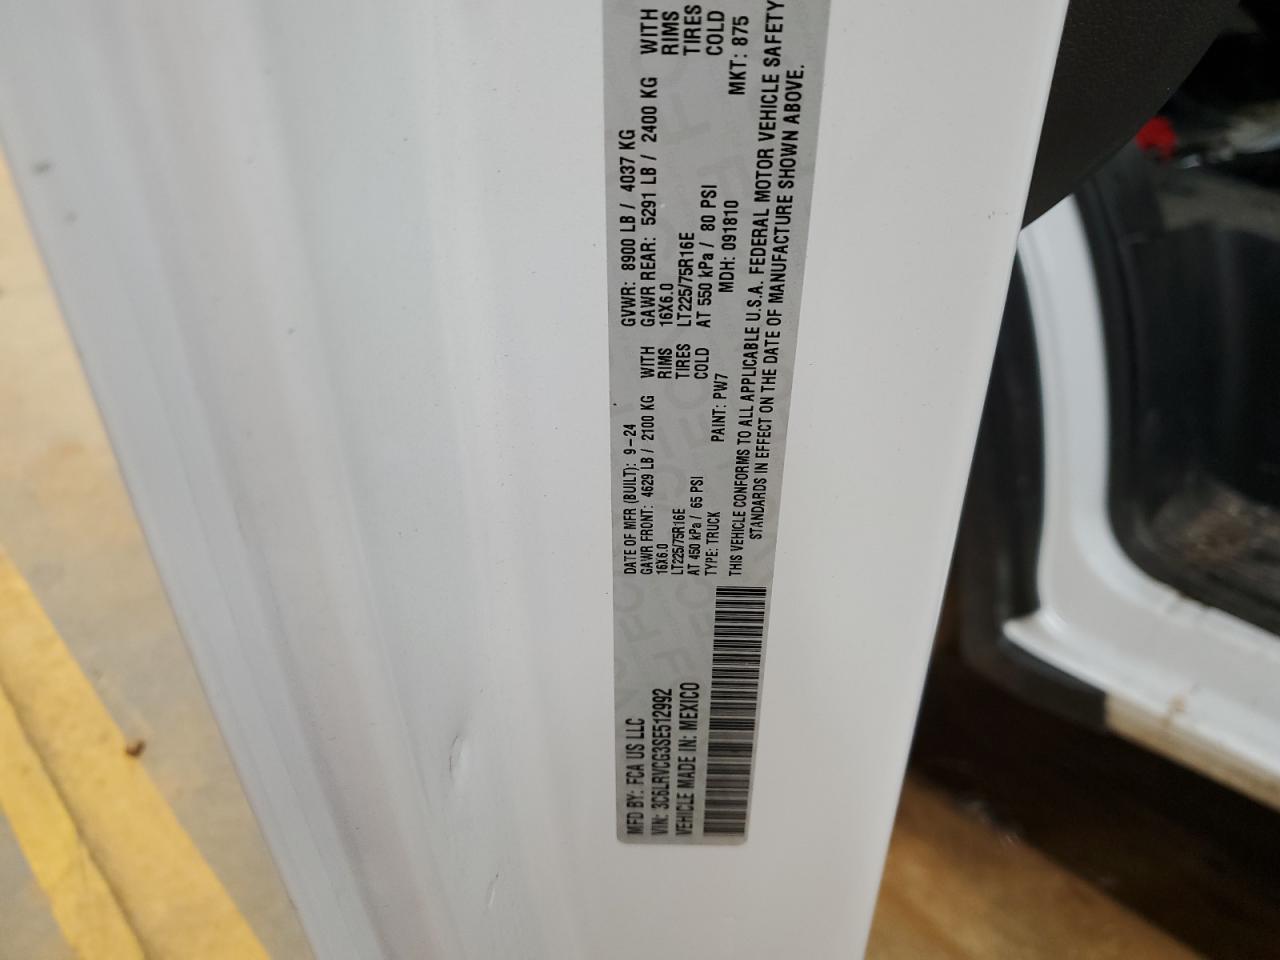 MFD BY: FCA US LLC
DATE OF MFR (BUILT): 9-24
GVWR: 8900 LB / 4037 KG
VIN: 3C6LRVCG3SE512992
GAWR FRONT: 4629 LB / 2100 KG WITH
GAWR REAR: 5291 LB / 2400 KG WITH
VEHICLE MADE IN: MEXICO
16X6.0 RIMS
16X6.0 RIMS
LT225/75R16E TIRES
LT225/75R16E TIRES
AT 450 kPa / 65 PSI COLD
AT 550 kPa / 80 PSI COLD
TYPE: TRUCK PAINT: PW7 MDH: 091810 MKT: 875
THIS VEHICLE CONFORMS TO ALL APPLICABLE U.S.A. FEDERAL MOTOR VEHICLE SAFETY
STANDARDS IN EFFECT ON THE DATE OF MANUFACTURE SHOWN ABOVE.